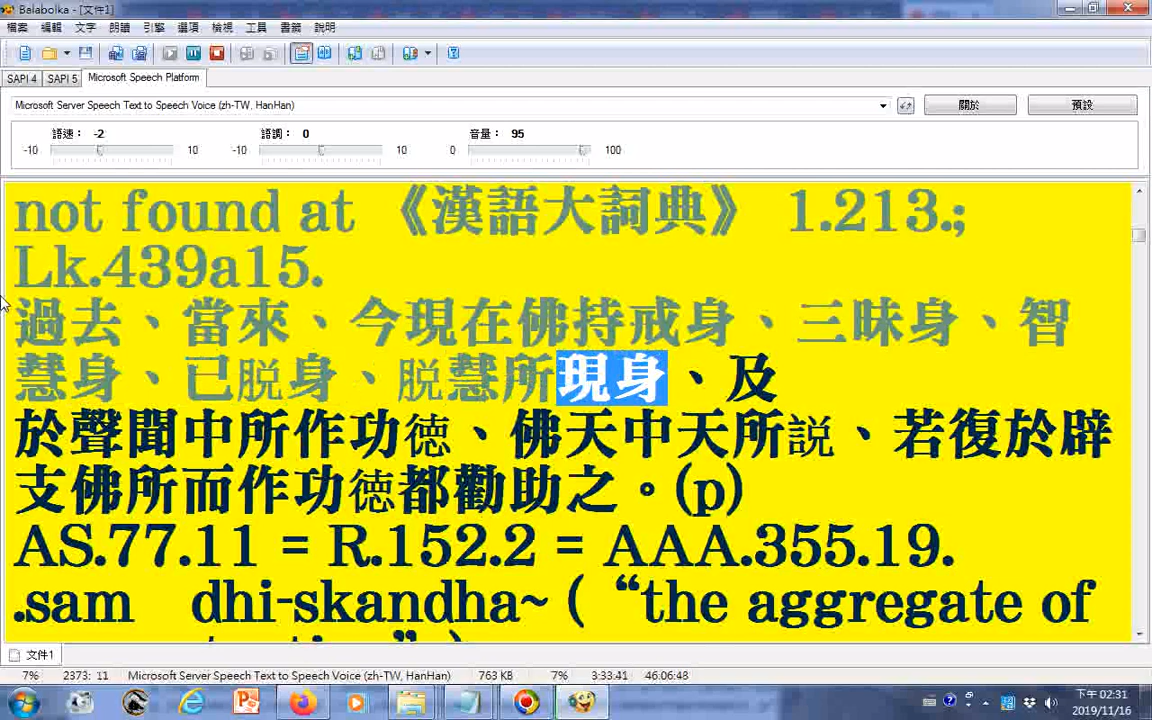 Balabolka - [文件1]
檔案 編輯 文字 朗讀 引擎 選項 檢視 工具 書籤 說明
SAPI 4 SAPI 5 Microsoft Speech Platform
Microsoft Server Speech Text to Speech Voice (zh-TW, HanHan) 關於 預設
語速： -2 語調： 0 音量： 95
-10 10 -10 10 0 100
not found at 《漢語大詞典》 1.213.;
Lk.439a15.
過去、當來、今現在佛持戒身、三昧身、智
慧身、已脱身、脱慧所現身、及
於聲聞中所作功徳、佛天中天所説、若復於辟
支佛所而作功徳都勸助之。(p)
AS.77.11 = R.152.2 = AAA.355.19.
.sam dhi-skandha~ ( “the aggregate of
文件1
7% 2373: 11 Microsoft Server Speech Text to Speech Voice (zh-TW, HanHan) 763 KB 7% 3:33:41 46:06:48
下午 02:31
2019/11/16